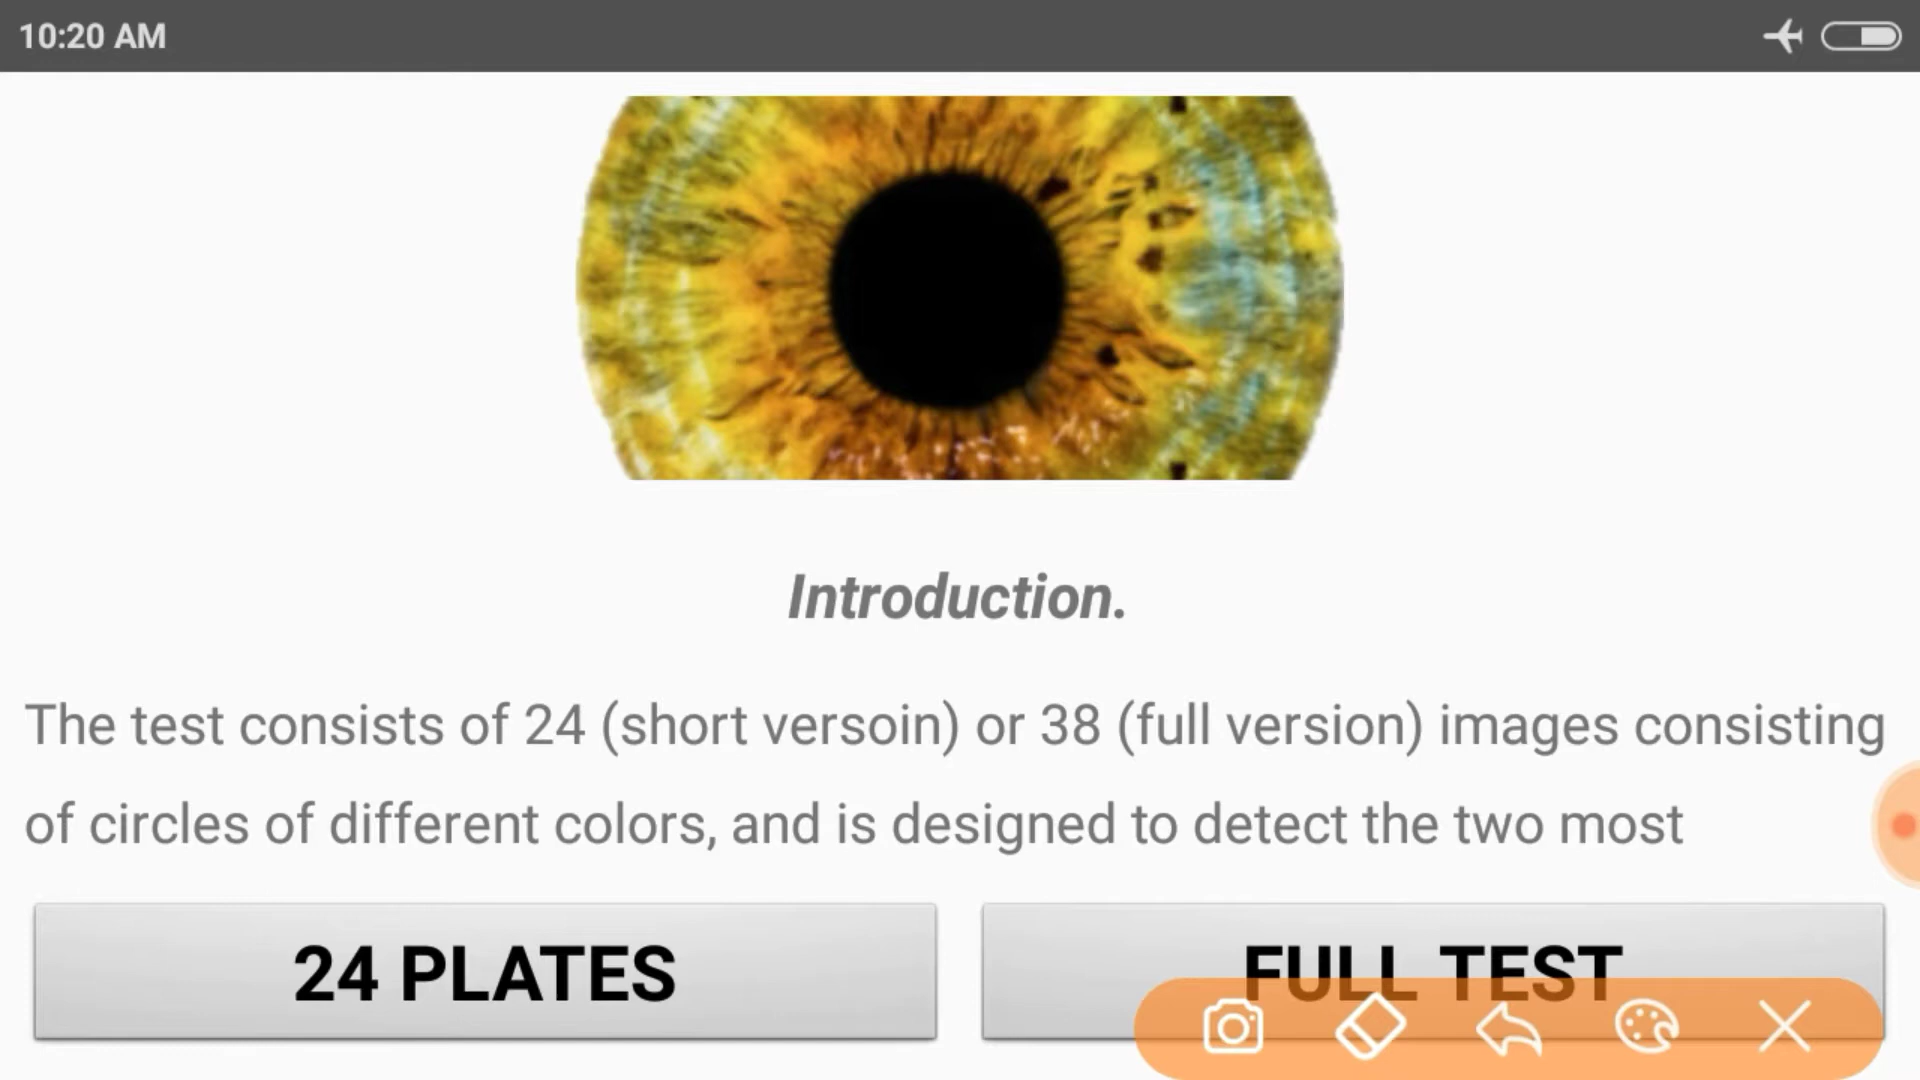 10:20 AM
Introduction.
The test consists of 24 (short versoin) or 38 (full version) images consisting
of circles of different colors, and is designed to detect the two most
24 PLATES
FULL TEST